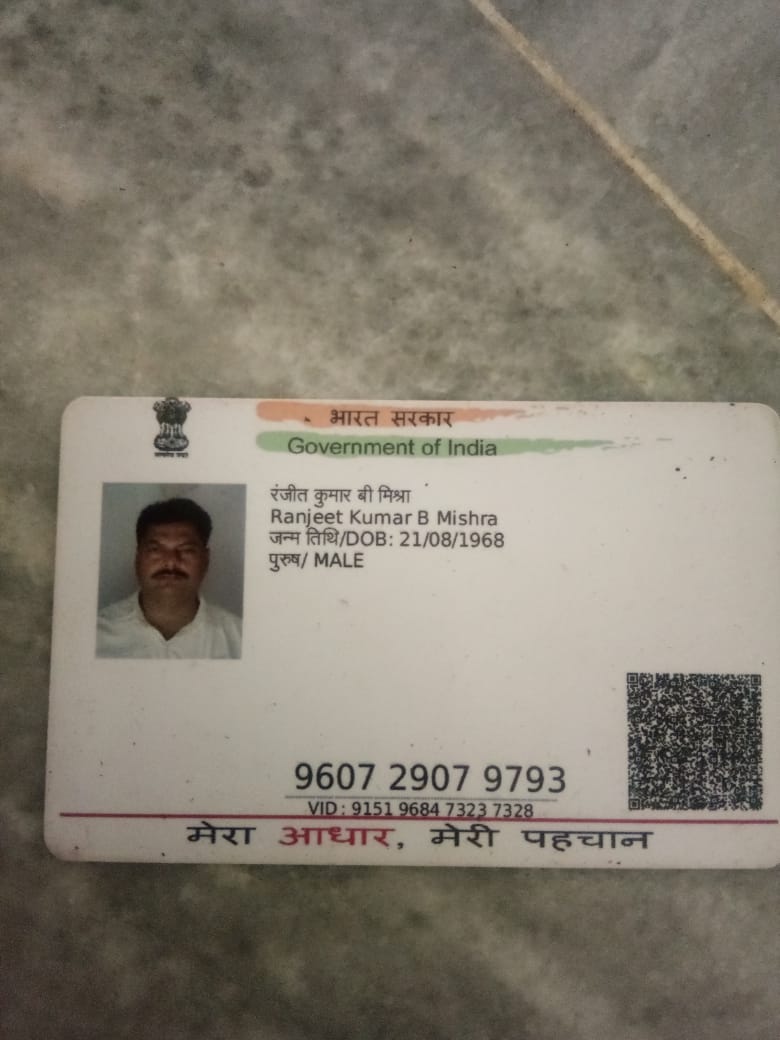 भारत सरकार
Government of India
रंजीत कुमार बी मिश्रा
Ranjeet Kumar B Mishra
जन्म तिथि/DOB: 21/08/1968
पुरुष/ MALE
9607 2907 9793
VID : 9151 9684 7323 7328
मेरा आधार, मेरी पहचान